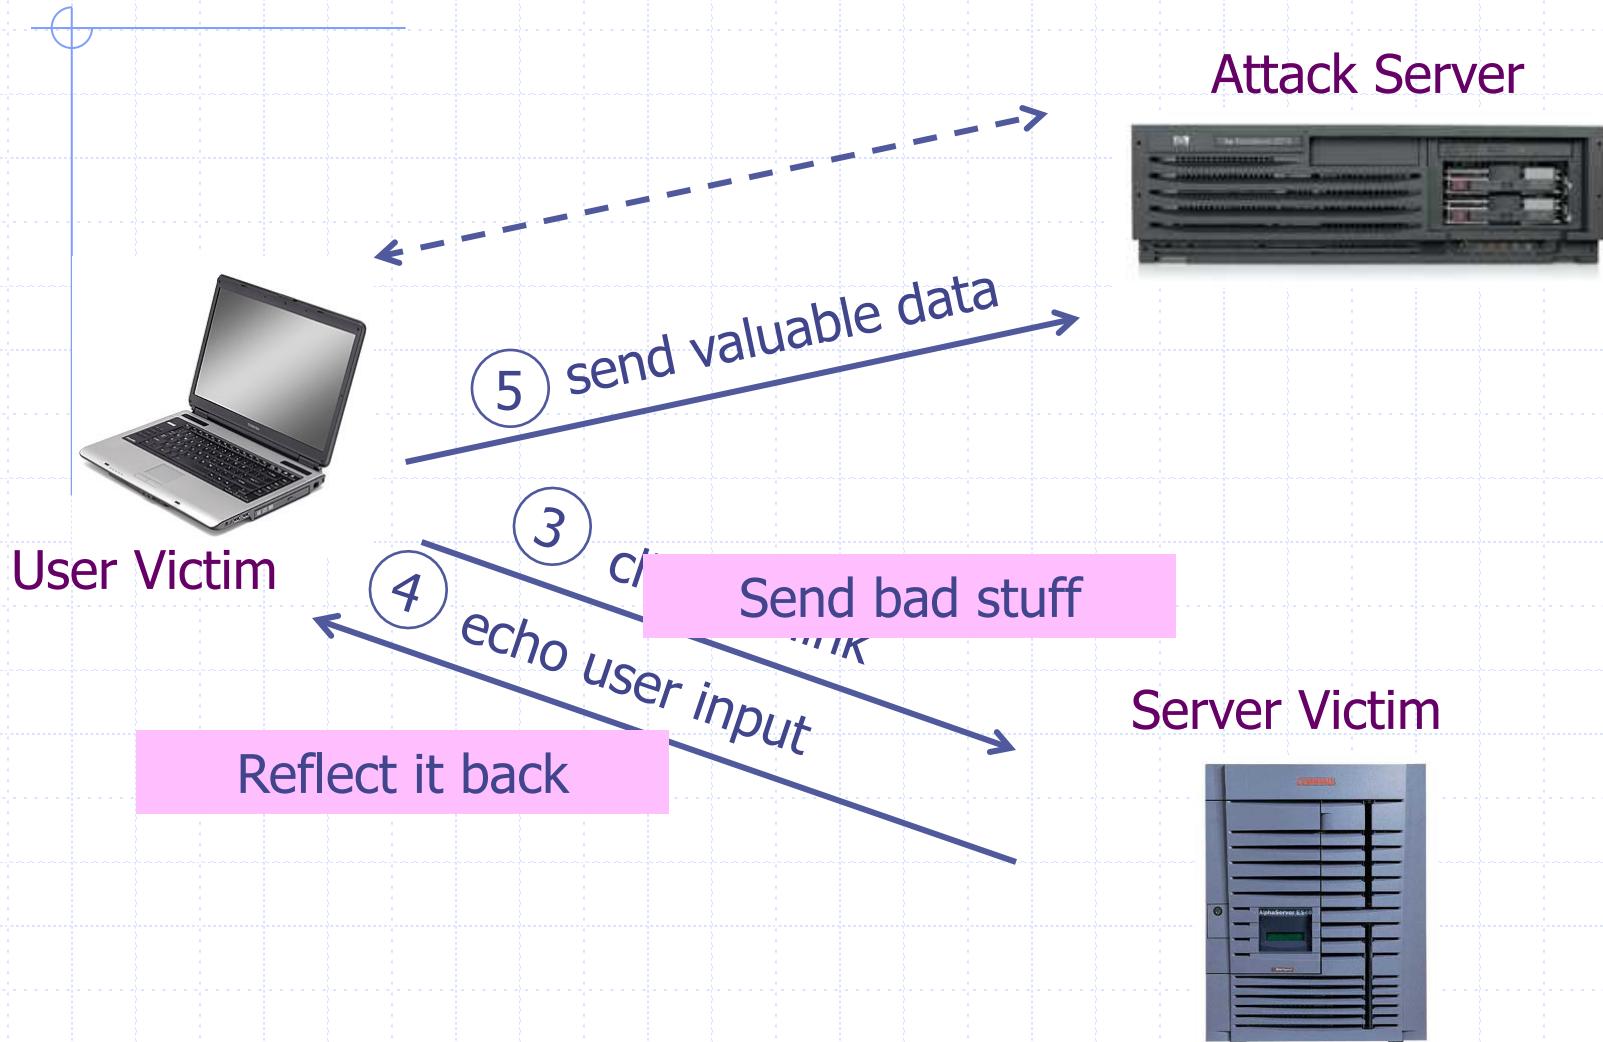 Attack Server
5 send valuable data
3
User Victim
Send bad stuff
4 echo user input
Server Victim
Reflect it back
AlphaServer